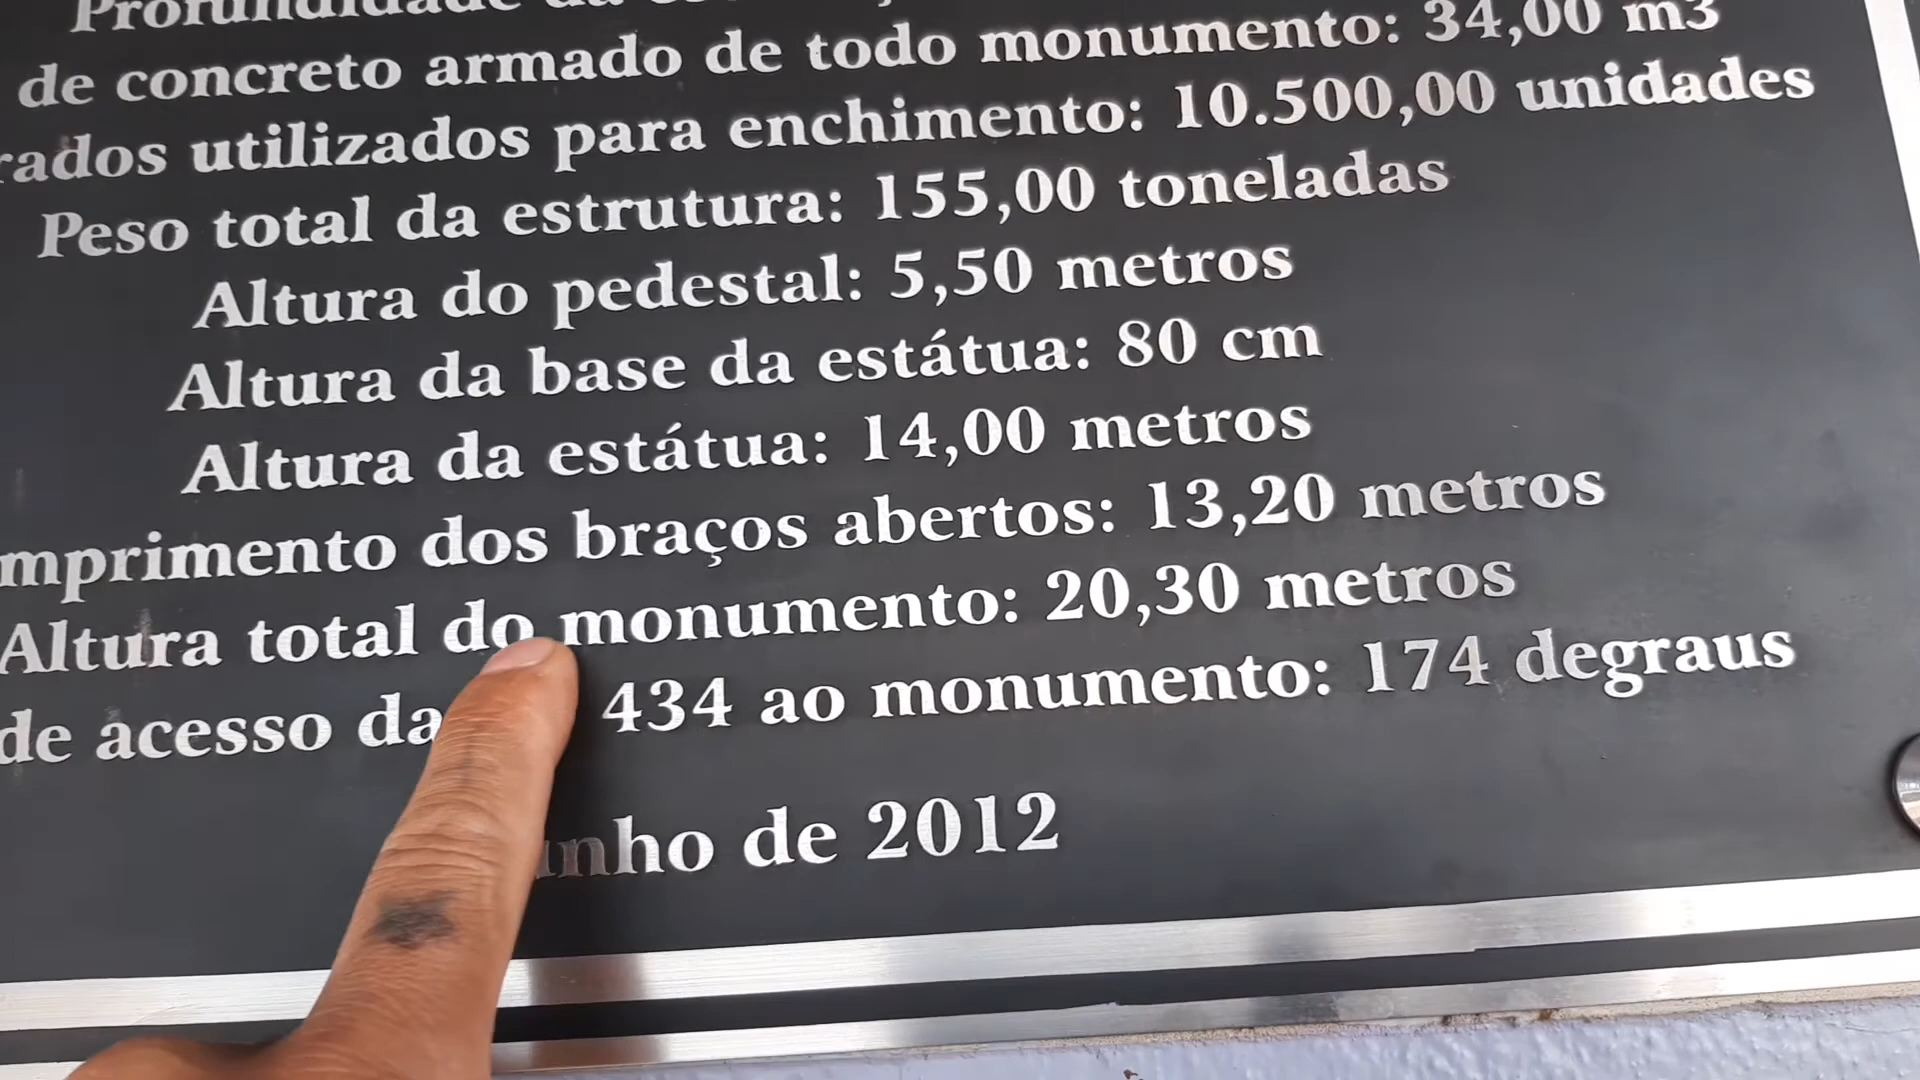 Profundidade da
de concreto armado de todo monumento: 34,00 m3
utilizados para enchimento: 10.500,00 unidades
Peso total da estrutura: 155,00 toneladas
Altura do pedestal: 5,50 metros
Altura da base da estátua: 80 cm
Altura da estátua: 14,00 metros
mprimento dos braços abertos: 13,20 metros
Altura total do monumento: 20,30 metros
de acesso da 434 ao monumento: 174 degraus
de 2012